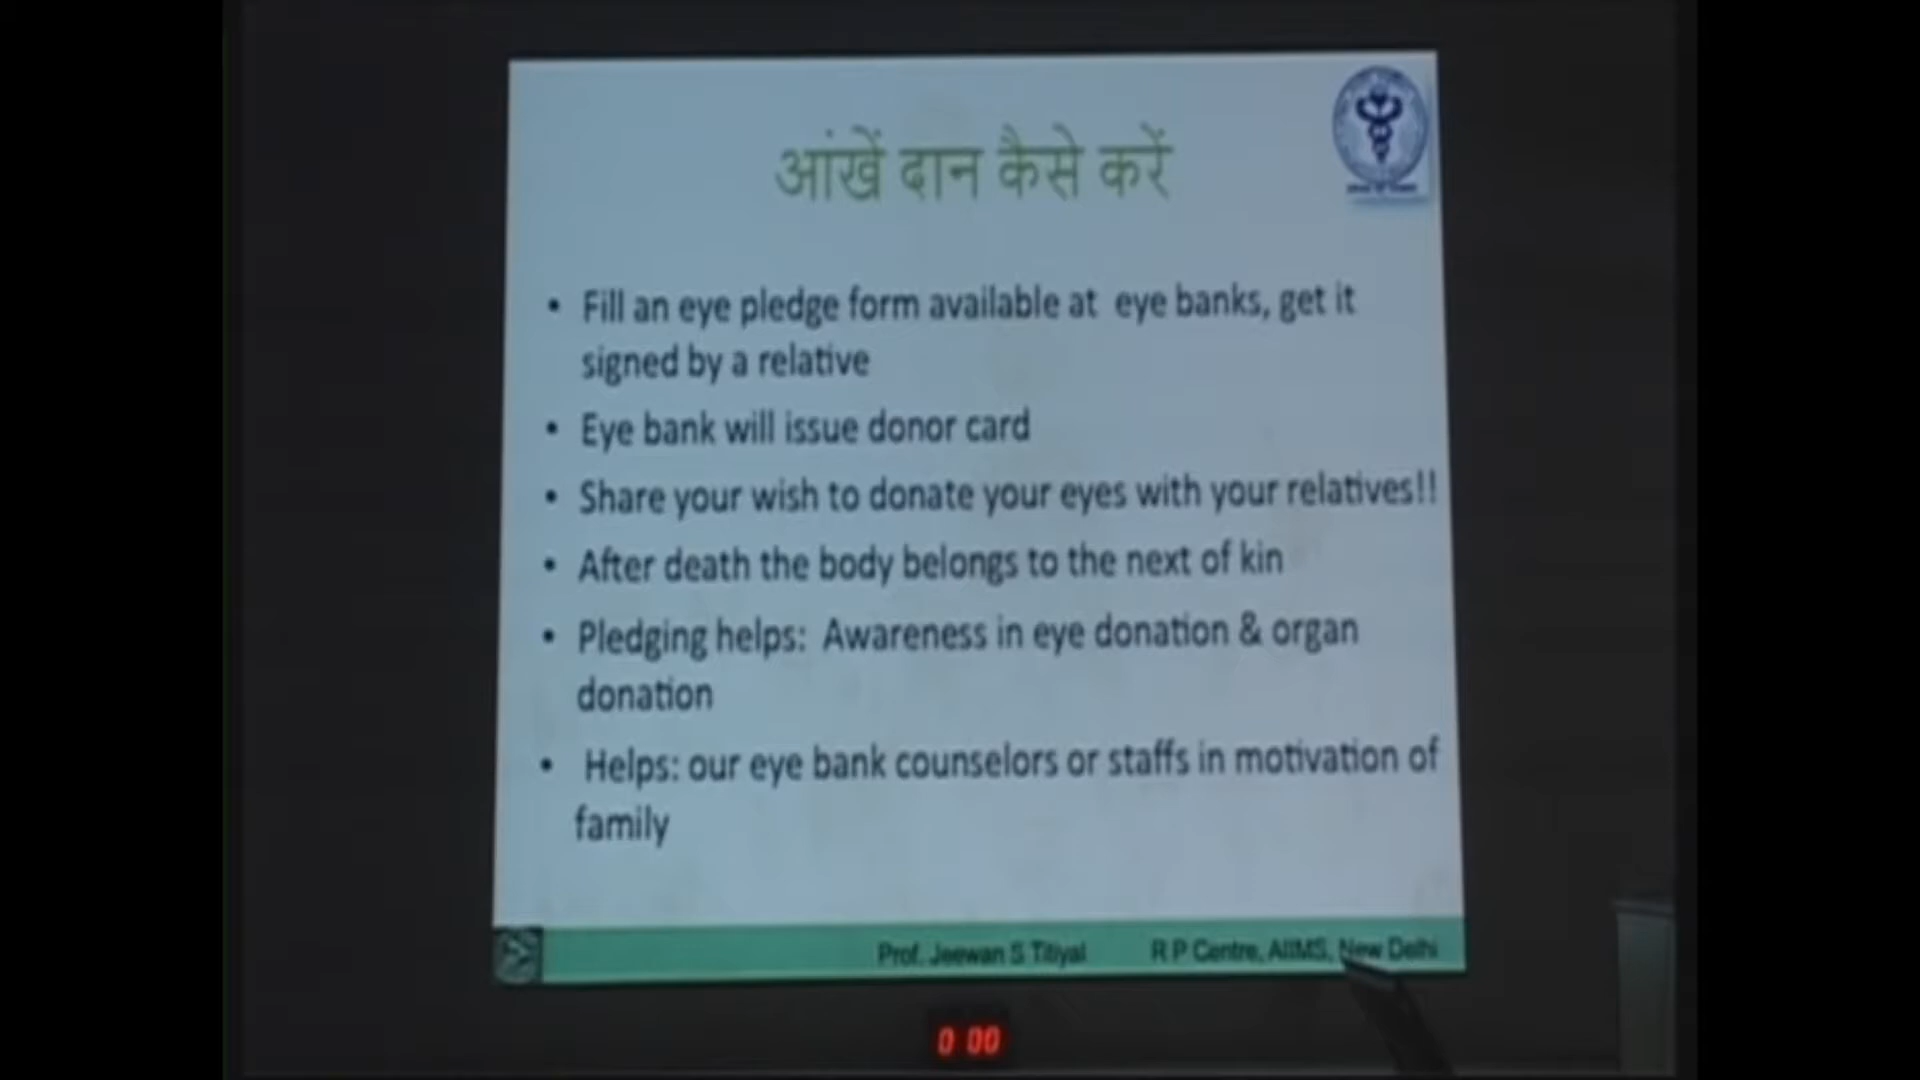 आंखें दान कैसे करें
• Fill an eye pledge form available at eye banks, get it
signed by a relative
• Eye bank will issue donor card
• Share your wish to donate your eyes with your relatives!!
• After death the body belongs to the next of kin
• Pledging helps: Awareness in eye donation & organ
donation
• Helps: our eye bank counselors or staffs in motivation of
family
Prof. Jeewan S Titiyal R P Centre, AIIMS, New Delhi
0 00